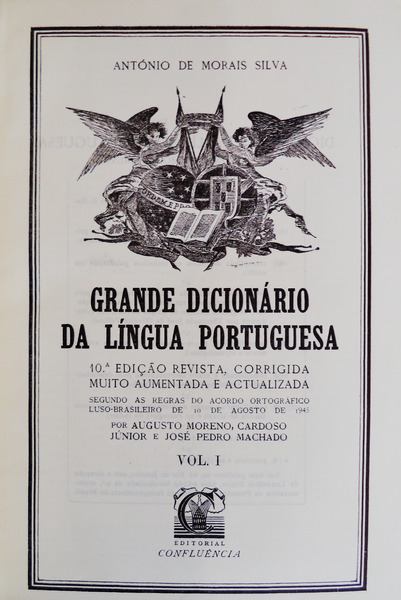 ANTÓNIO DE MORAIS SILVA
GRANDE DICIONÁRIO
DA LÍNGUA PORTUGUESA
10.ª EDIÇÃO REVISTA, CORRIGIDA
MUITO AUMENTADA E ACTUALIZADA
SEGUNDO AS REGRAS DO ACORDO ORTOGRÁFICO
LUSO-BRASILEIRO DE 10 DE AGOSTO DE 1945
POR AUGUSTO MORENO, CARDOSO
JÚNIOR E JOSÉ PEDRO MACHADO
VOL. I
EDITORIAL
CONFLUÊNCIA